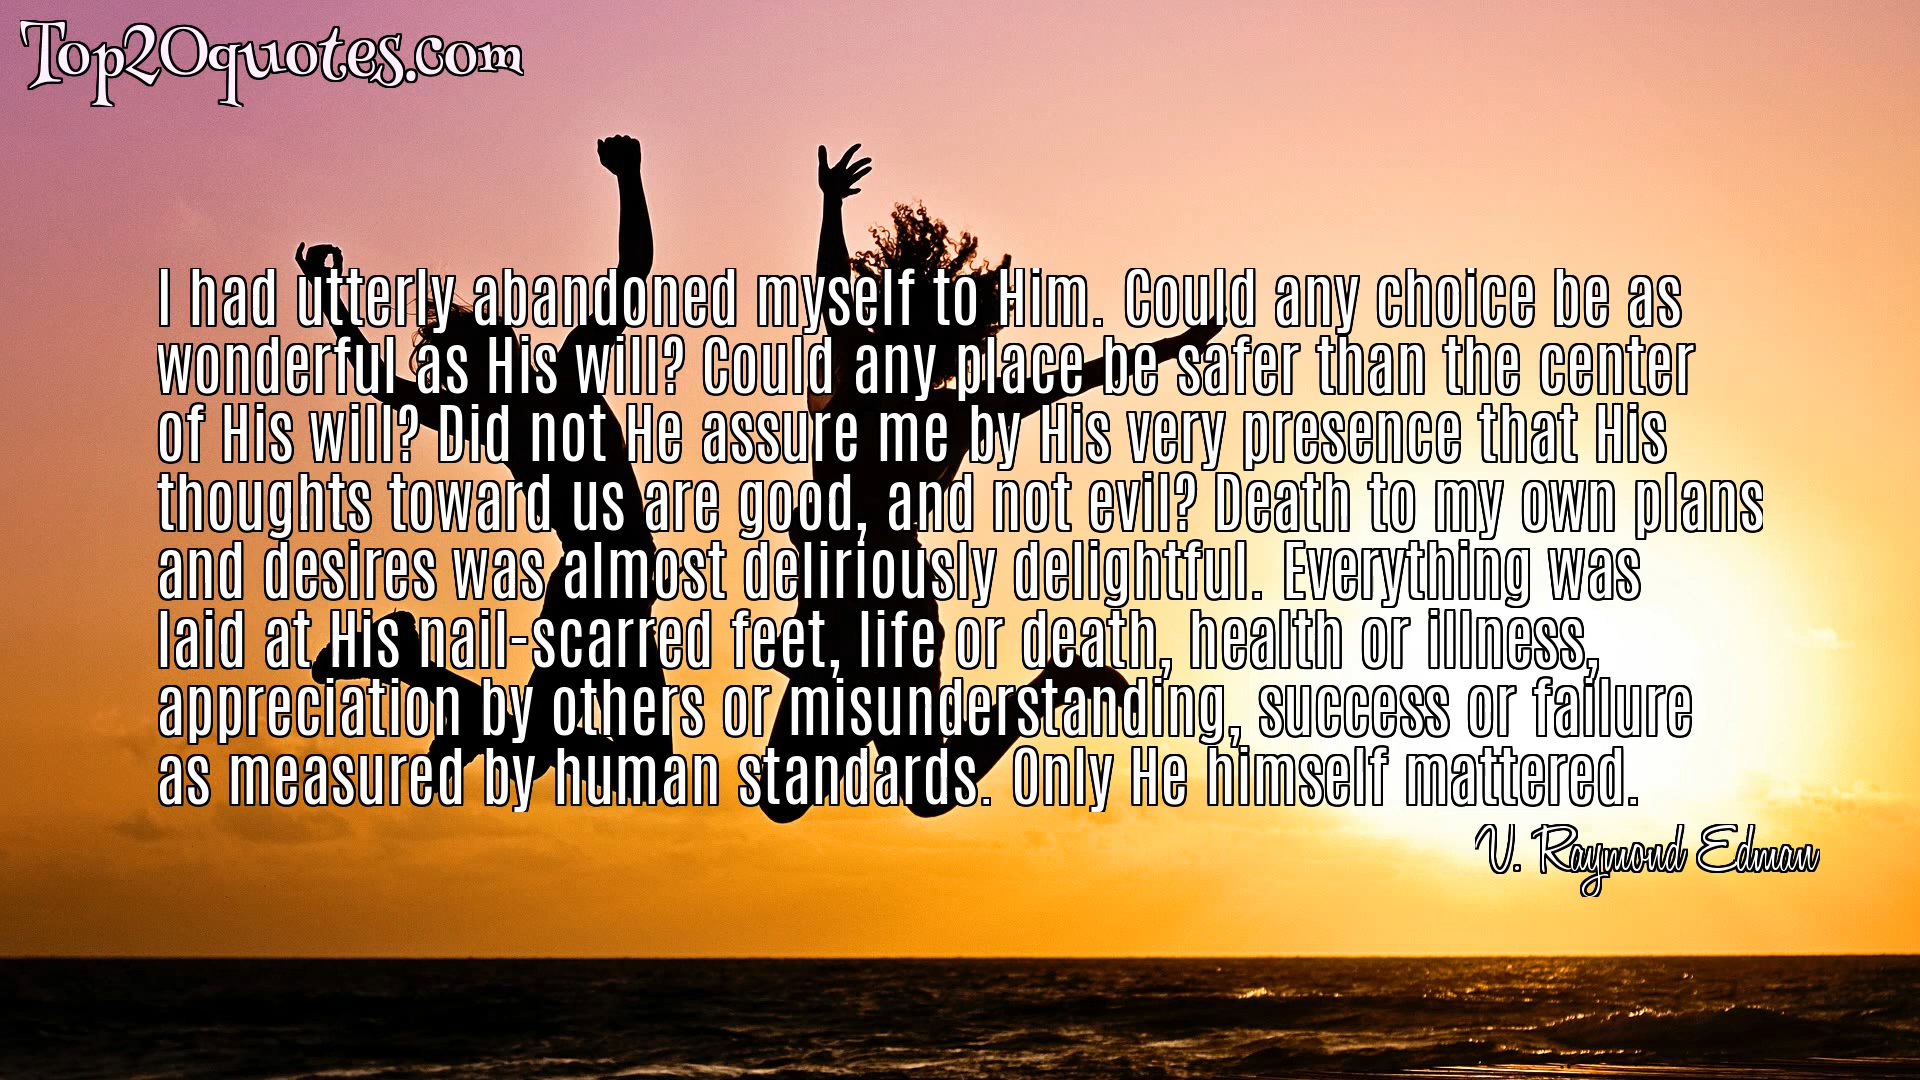 Top20quotes.com
I had utterly abandoned myself to Him. Could any choice be as
wonderful as His will? Could any place be safer than the center
of His will? Did not He assure me by His very presence that His
thoughts toward us are good, and not evil? Death to my own plans
and desires was almost deliriously delightful. Everything was
laid at His nail-scarred feet, life or death, health or illness,
appreciation by others or misunderstanding, success or failure
as measured by human standards. Only He himself mattered.
V. Raymond Edman